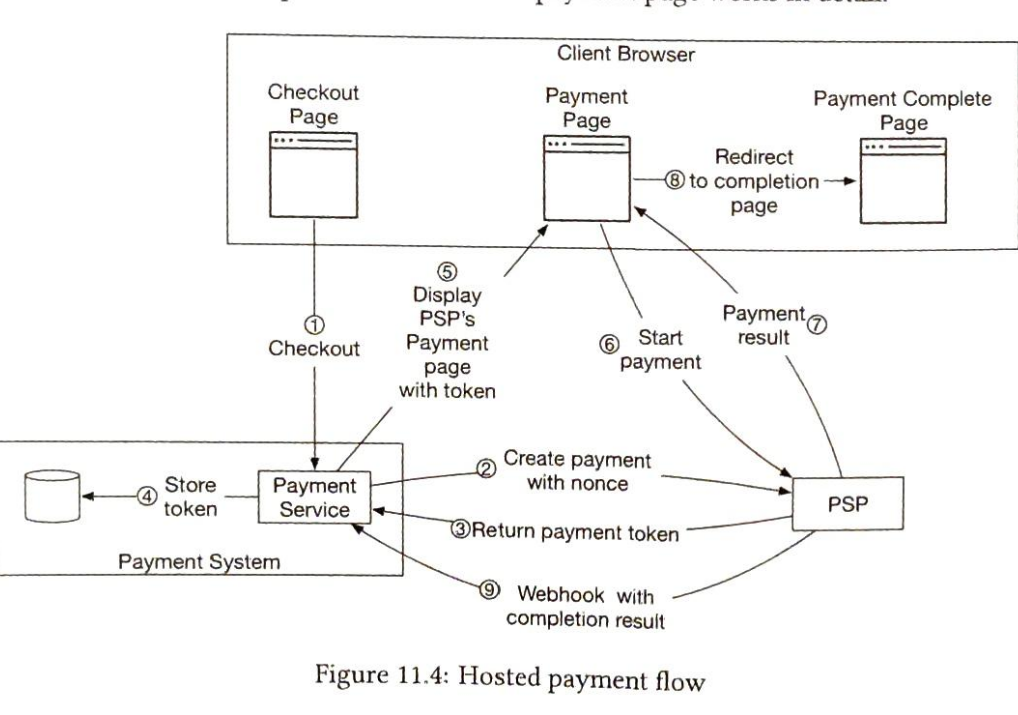 page works in detail.
Client Browser
Checkout
Page
Payment
Page
Payment Complete
Page
⑧
Redirect
to completion
page
①
Checkout
⑤
Display
PSP's
Payment
page
with token
⑥
Start
payment
Payment
result
⑦
④
Store
token
Payment
Service
②
Create payment
with nonce
③ Return payment token
PSP
Payment System
⑨
Webhook with
completion result
Figure 11.4: Hosted payment flow